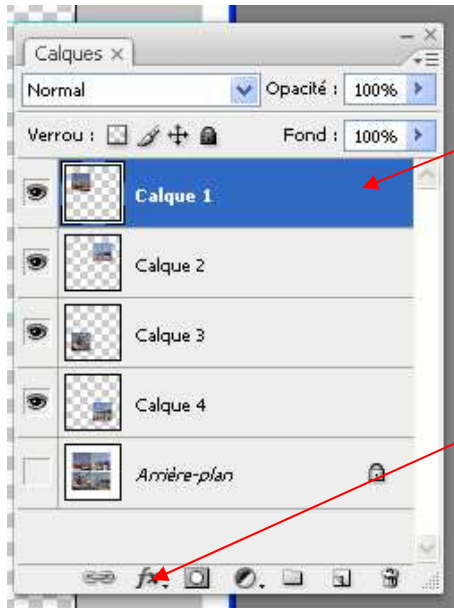 Calques ×
Normal Opacité : 100%
Verrou : Fond : 100%
Calque 1
Calque 2
Calque 3
Calque 4
Arrière-plan
fx.